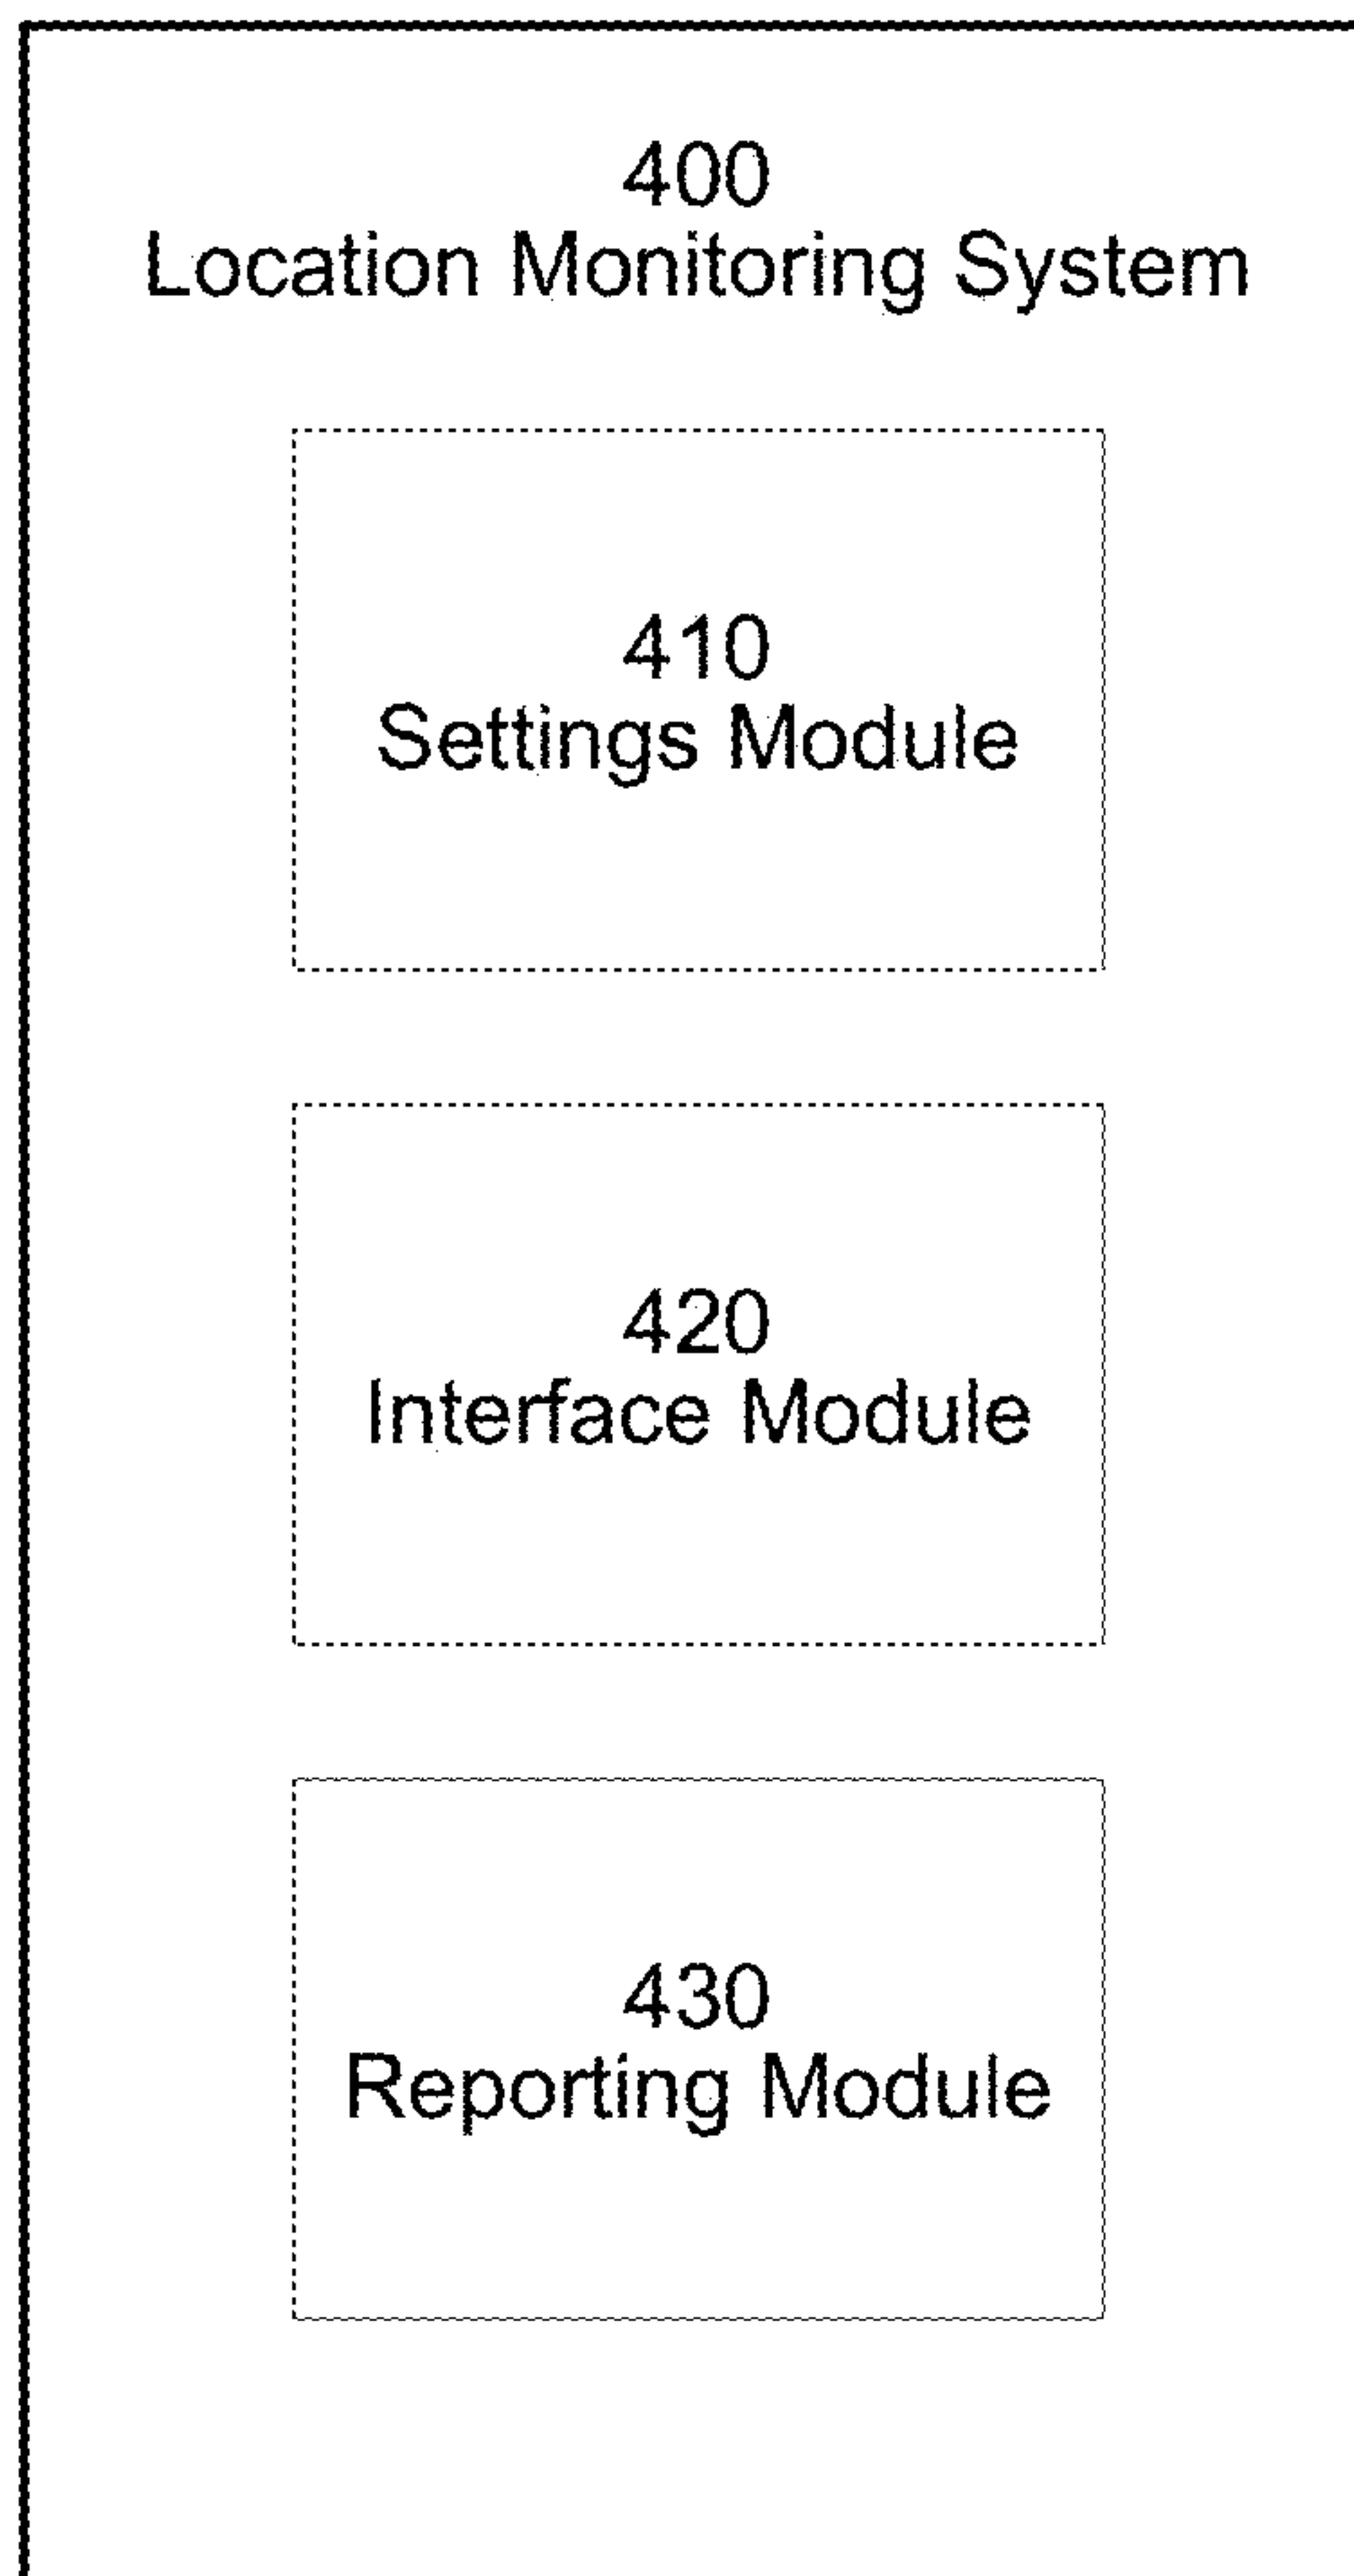 400
Location Monitoring System
410
Settings Module
420
Interface Module
430
Reporting Module